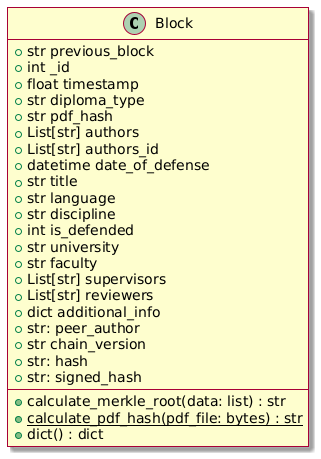 C Block
str previous_block
int _id
float timestamp
str diploma_type
str pdf_hash
List[str] authors
List[str] authors_id
datetime date_of_defense
str title
str language
str discipline
int is_defended
str university
str faculty
List[str] supervisors
List[str] reviewers
dict additional_info
str: peer_author
str chain_version
str: hash
str: signed_hash
calculate_merkle_root(data: list) : str
calculate_pdf_hash(pdf_file: bytes) : str
dict() : dict